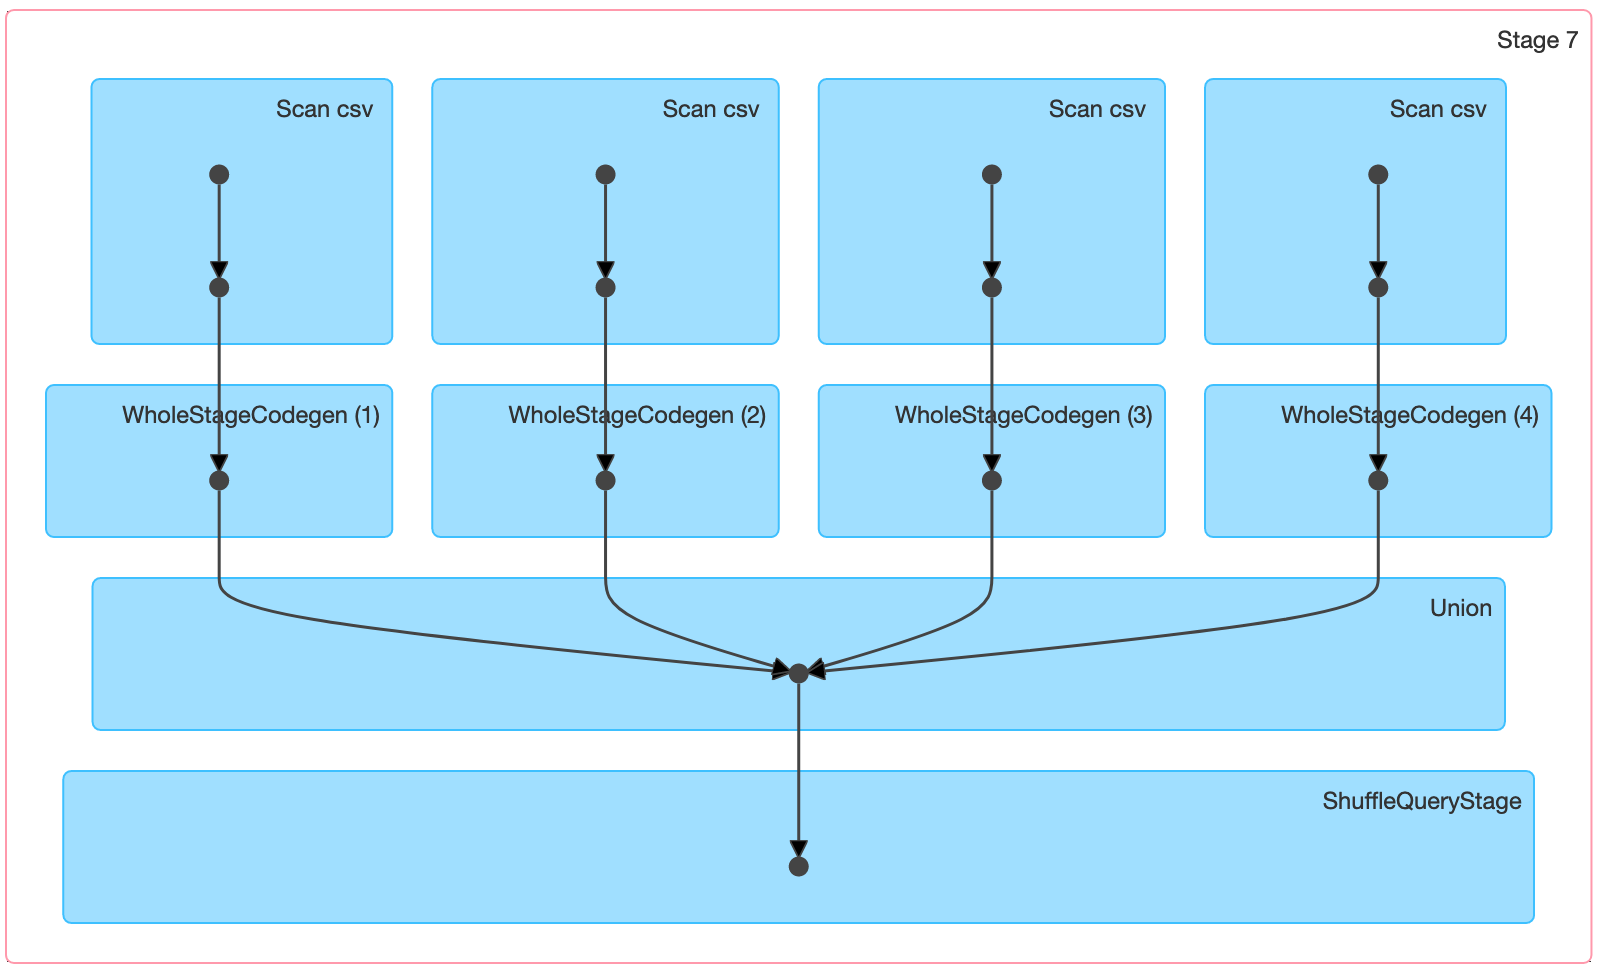 Stage 7
Scan csv
Scan csv
Scan csv
Scan csv
WholeStageCodegen (1)
WholeStageCodegen (2)
WholeStageCodegen (3)
WholeStageCodegen (4)
Union
ShuffleQueryStage